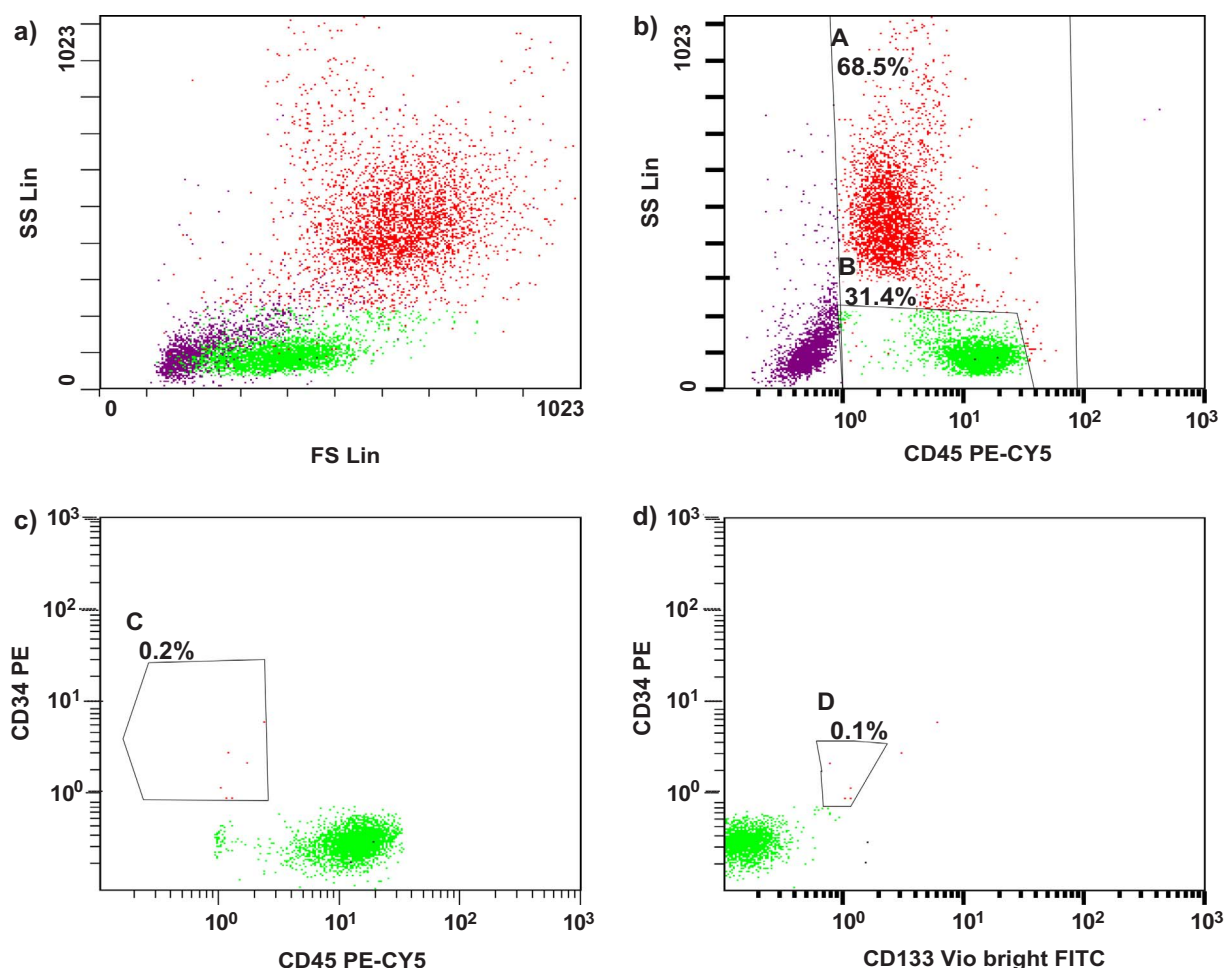 a)
1023
SS Lin
0
0
1023
FS Lin
b)
1023
SS Lin
0
A
68.5%
B
31.4%
10⁰
10¹
10²
10³
CD45 PE-CY5
c)
10³
10²
10¹
10⁰
CD34 PE
C
0.2%
10⁰
10¹
10²
10³
CD45 PE-CY5
d)
10³
10²
10¹
10⁰
CD34 PE
D
0.1%
10⁰
10¹
10²
10³
CD133 Vio bright FITC